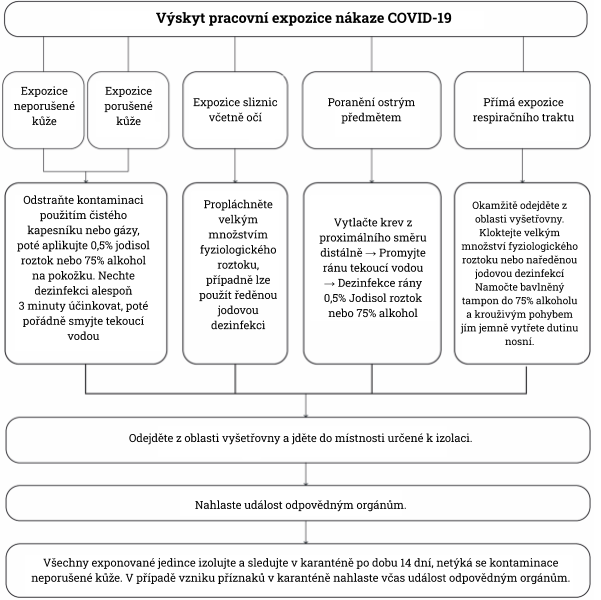 Výskyt pracovní expozice nákaze COVID-19
Expozice
neporušené
kůže
Expozice
porušené
kůže
Expozice sliznic
včetně očí
Poranění ostrým
předmětem
Přímá expozice
respiračního traktu
Odstraňte kontaminaci
použitím čistého
kapesníku nebo gázy,
poté aplikujte 0,5% jodisol
roztok nebo 75% alkohol
na pokožku. Nechte
dezinfekci alespoň
3 minuty účinkovat, poté
pořádně smyjte tekoucí
vodou
Propláchněte
velkým
množstvím
fyziologického
roztoku,
případně lze
použít ředěnou
jodovou
dezinfekci
Vytlačte krev z
proximálního směru
distálně → Promyjte
ránu tekoucí vodou
→ Dezinfekce rány
0,5% Jodisol roztok
nebo 75% alkohol
Okamžitě odejděte z
oblasti vyšetřovny.
Kloktejte velkým
množství fyziologického
roztoku nebo naředěnou
jodovou dezinfekcí
Namočte bavlněný
tampon do 75% alkoholu
a krouživým pohybem
jím jemně vytřete dutinu
nosní.
Odejděte z oblasti vyšetřovny a jděte do místnosti určené k izolaci.
Nahlaste událost odpovědným orgánům.
Všechny exponované jedince izolujte a sledujte v karanténě po dobu 14 dní, netýká se kontaminace
neporušené kůže. V případě vzniku příznaků v karanténě nahlaste včas událost odpovědným orgánům.